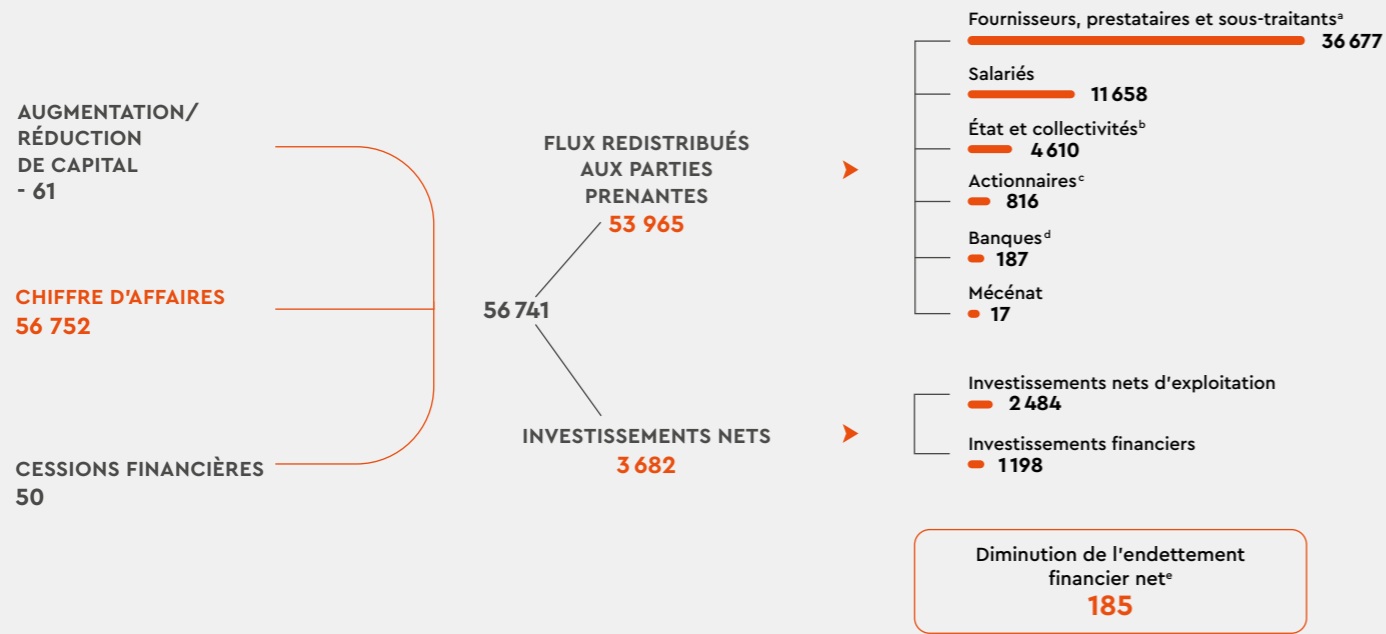 AUGMENTATION/
RÉDUCTION
DE CAPITAL
- 61
CHIFFRE D'AFFAIRES
56 752
CESSIONS FINANCIÈRES
50
56 741
FLUX REDISTRIBUÉS
AUX PARTIES
PRENANTES
53 965
INVESTISSEMENTS NETS
3 682
Fournisseurs, prestataires et sous-traitantsᵃ
36 677
Salariés
11 658
État et collectivitésᵇ
4 610
Actionnairesᶜ
816
Banquesᵈ
187
Mécénat
17
Investissements nets d'exploitation
2 484
Investissements financiers
1 198
Diminution de l'endettement
financier netᵉ
185